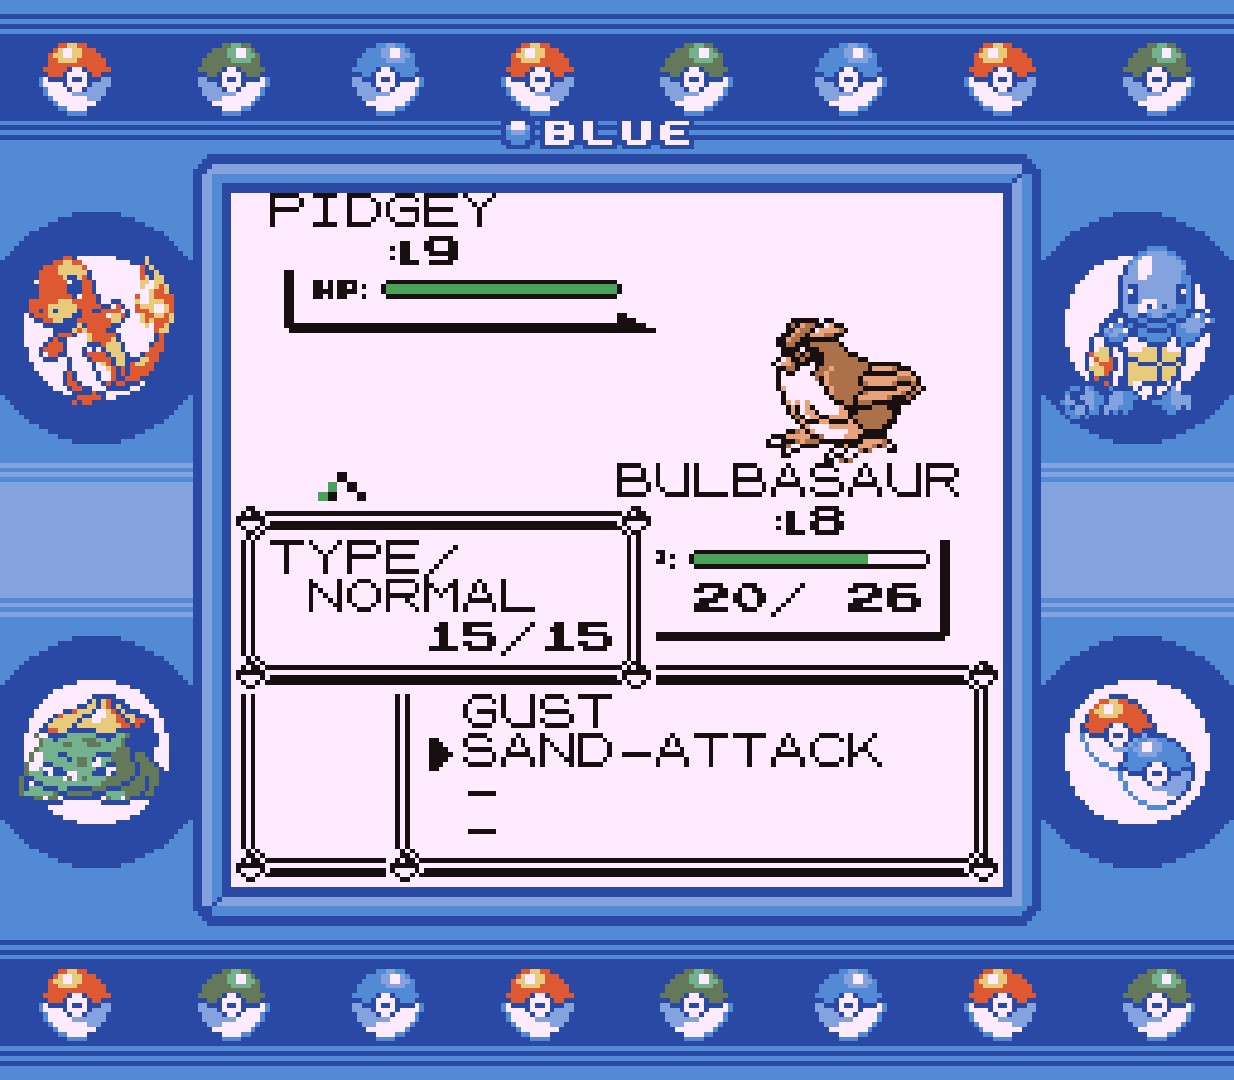 BLUE
PIDGEY
:L9
HP:
BULBASAUR
:L8
20/ 26
TYPE/
NORMAL
15/15
GUST
▶SAND-ATTACK
-
-